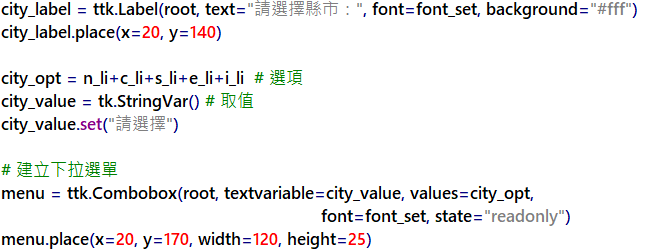 city_label = ttk.Label(root, text="請選擇縣市：", font=font_set, background="#fff")
city_label.place(x=20, y=140)
city_opt = n_li+c_li+s_li+e_li+i_li  # 選項
city_value = tk.StringVar() # 取值
city_value.set("請選擇")
# 建立下拉選單
menu = ttk.Combobox(root, textvariable=city_value, values=city_opt,
font=font_set, state="readonly")
menu.place(x=20, y=170, width=120, height=25)